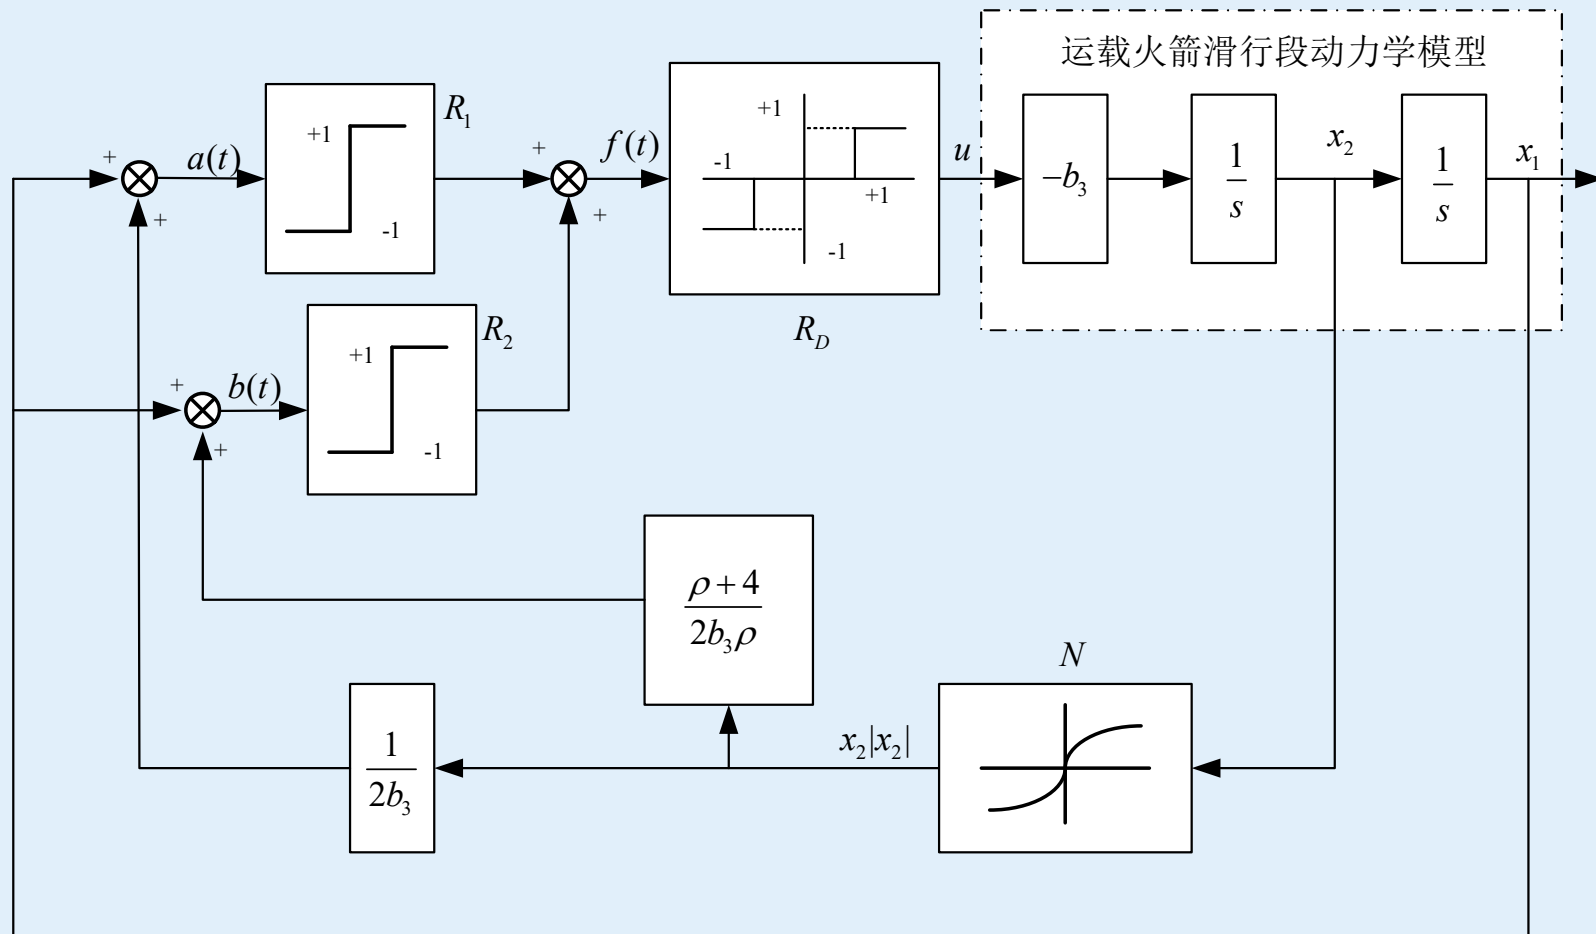 运载火箭滑行段动力学模型
+
a(t)
+
+1
-1
R₁
+
f(t)
+
+1
-1
+1
-1
R_D
u
−b₃
1/s
x₂
1/s
x₁
+
b(t)
+
+1
-1
R₂
(ρ+4)/(2b₃ρ)
N
x₂|x₂|
1/(2b₃)